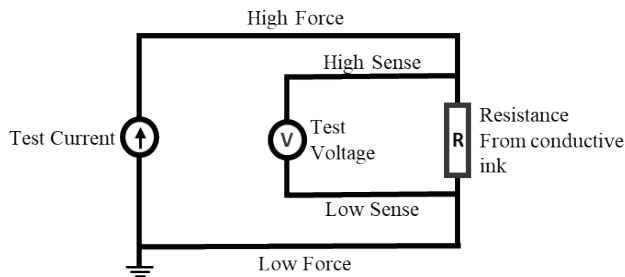 High Force
High Sense
Test Current
V
Test
Voltage
R
Resistance
From conductive
ink
Low Sense
Low Force